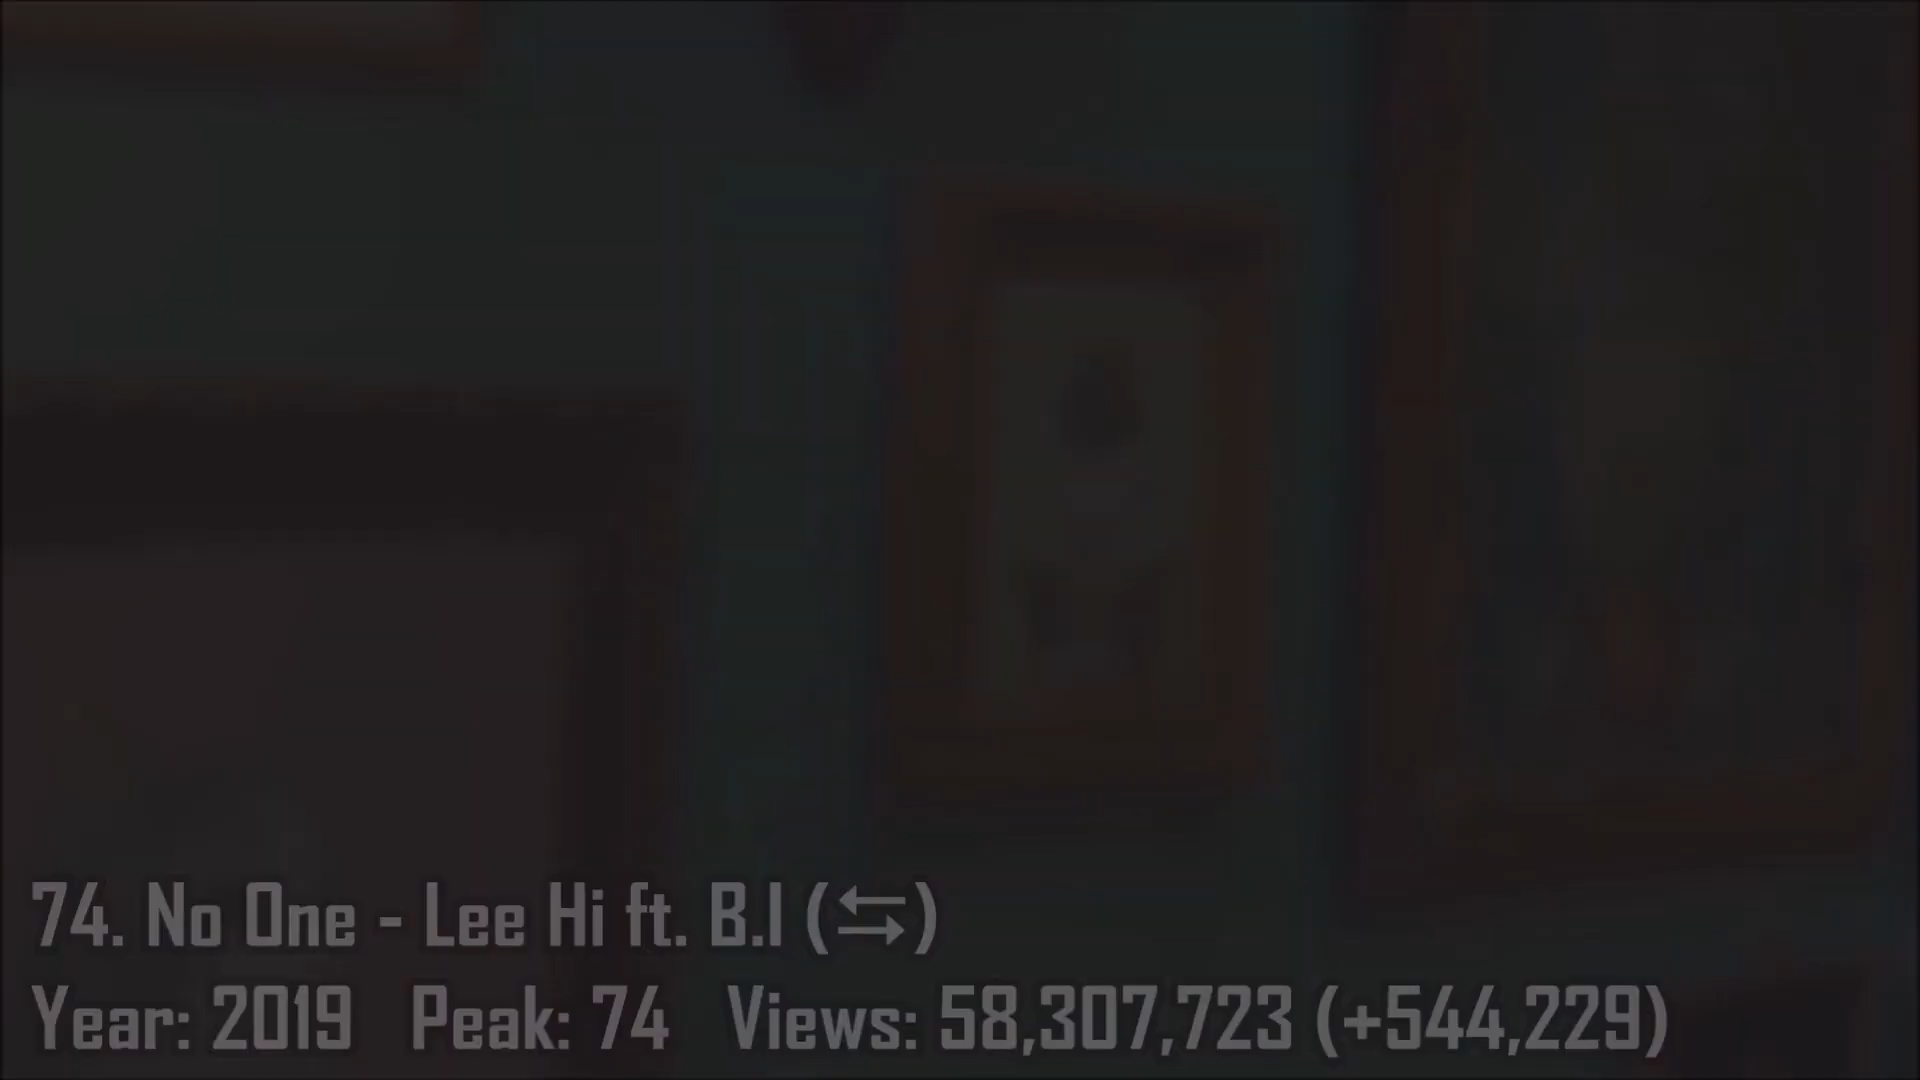 74. No One - Lee Hi ft. B.I (⇆)
Year: 2019 Peak: 74 Views: 58,307,723 (+544,229)